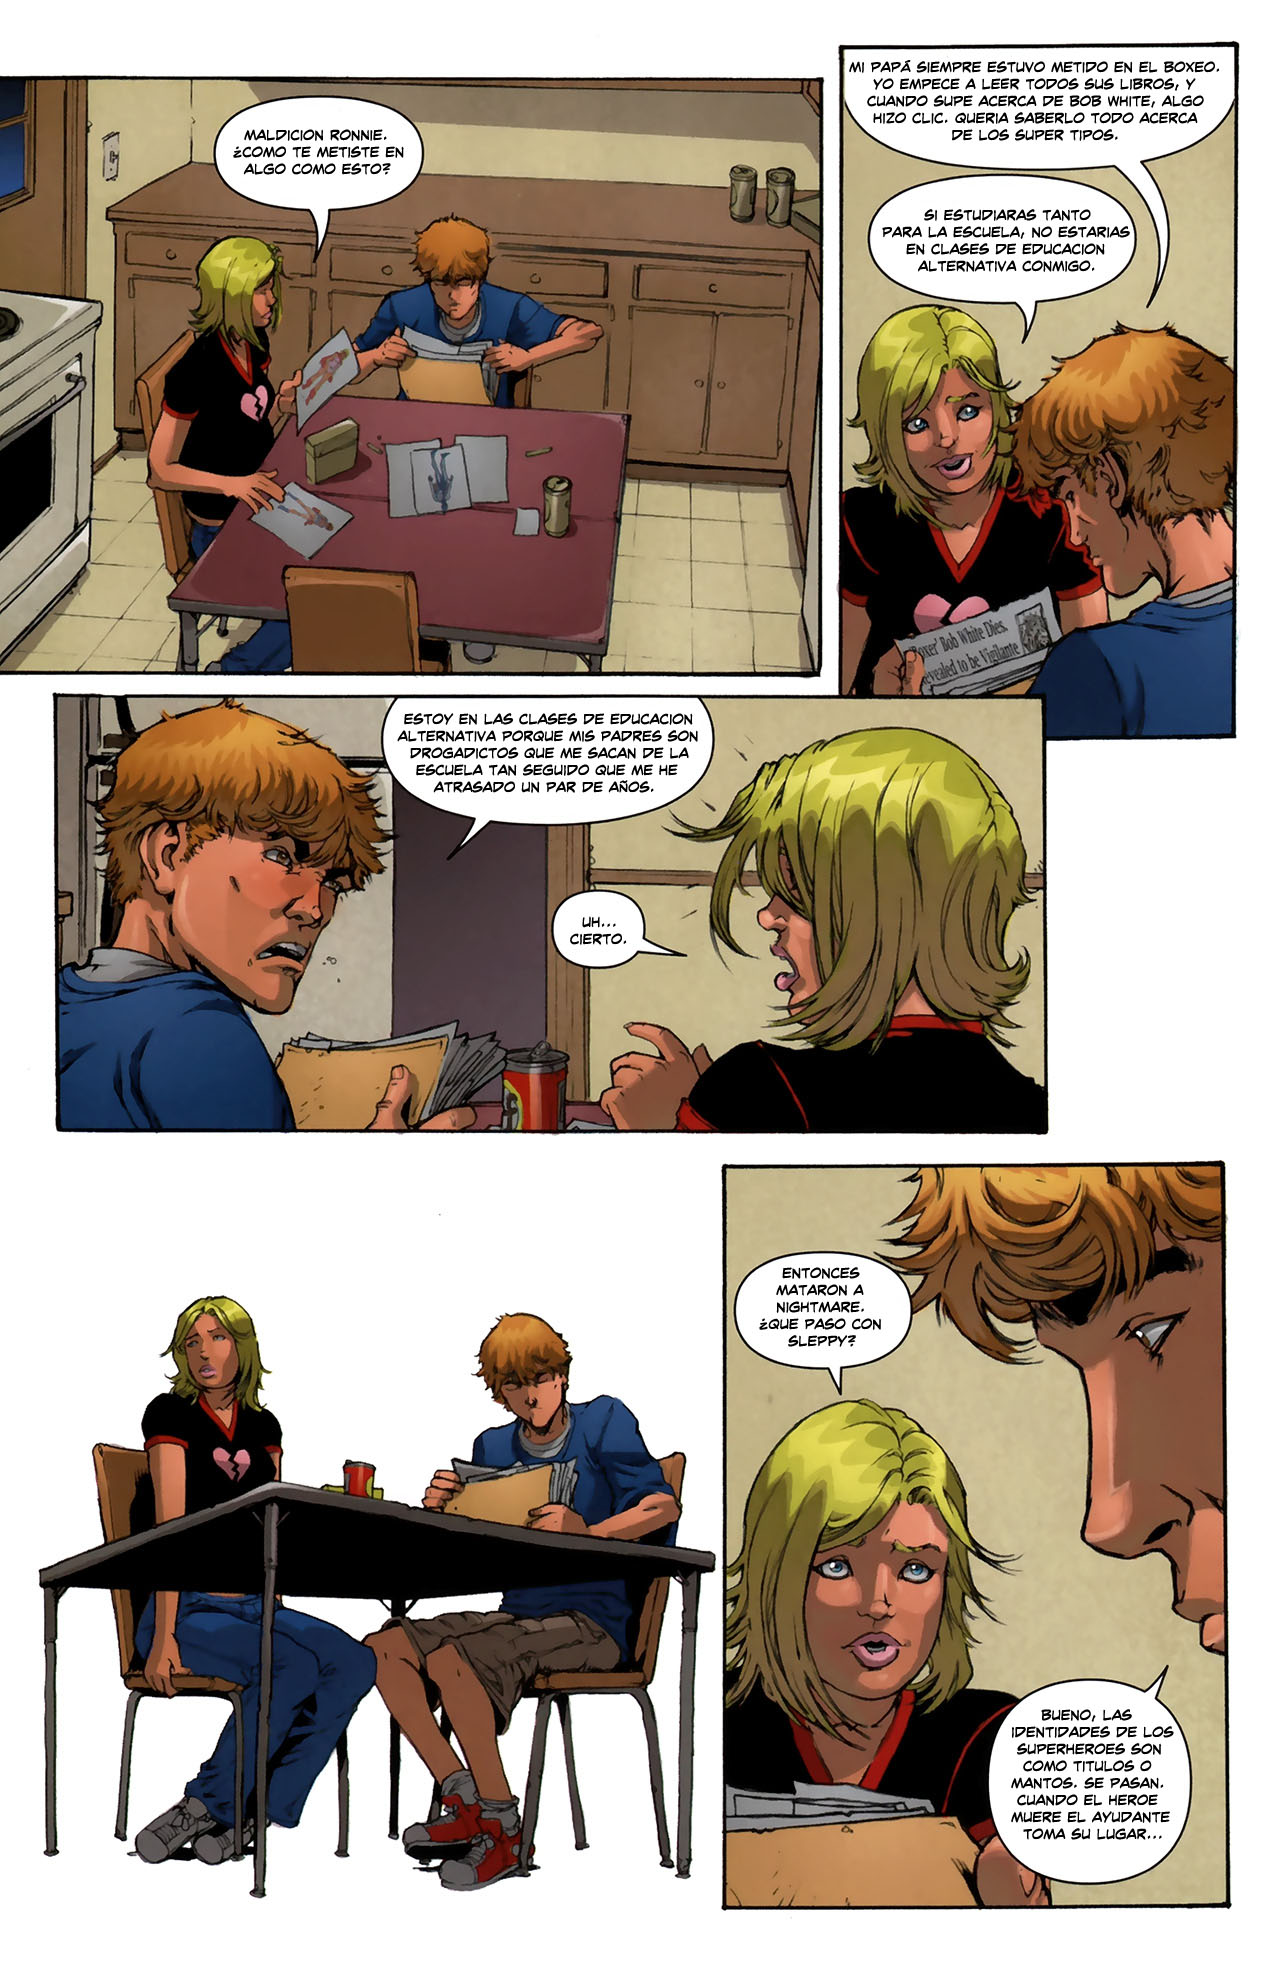 MALDICION RONNIE.
¿COMO TE METISTE EN
ALGO COMO ESTO?
MI PAPÁ SIEMPRE ESTUVO METIDO EN EL BOXEO.
YO EMPECE A LEER TODOS SUS LIBROS, Y
CUANDO SUPE ACERCA DE BOB WHITE, ALGO
HIZO CLIC. QUERIA SABERLO TODO ACERCA
DE LOS SUPER TIPOS.
SI ESTUDIARAS TANTO
PARA LA ESCUELA, NO ESTARIAS
EN CLASES DE EDUCACION
ALTERNATIVA CONMIGO.
Bob White Dies,
to be Vigilante
ESTOY EN LAS CLASES DE EDUCACION
ALTERNATIVA PORQUE MIS PADRES SON
DROGADICTOS QUE ME SACAN DE LA
ESCUELA TAN SEGUIDO QUE ME HE
ATRASADO UN PAR DE AÑOS.
UH...
CIERTO.
ENTONCES
MATARON A
NIGHTMARE.
¿QUE PASO CON
SLEPPY?
BUENO, LAS
IDENTIDADES DE LOS
SUPERHEROES SON
COMO TITULOS O
MANTOS. SE PASAN.
CUANDO EL HEROE
MUERE EL AYUDANTE
TOMA SU LUGAR...